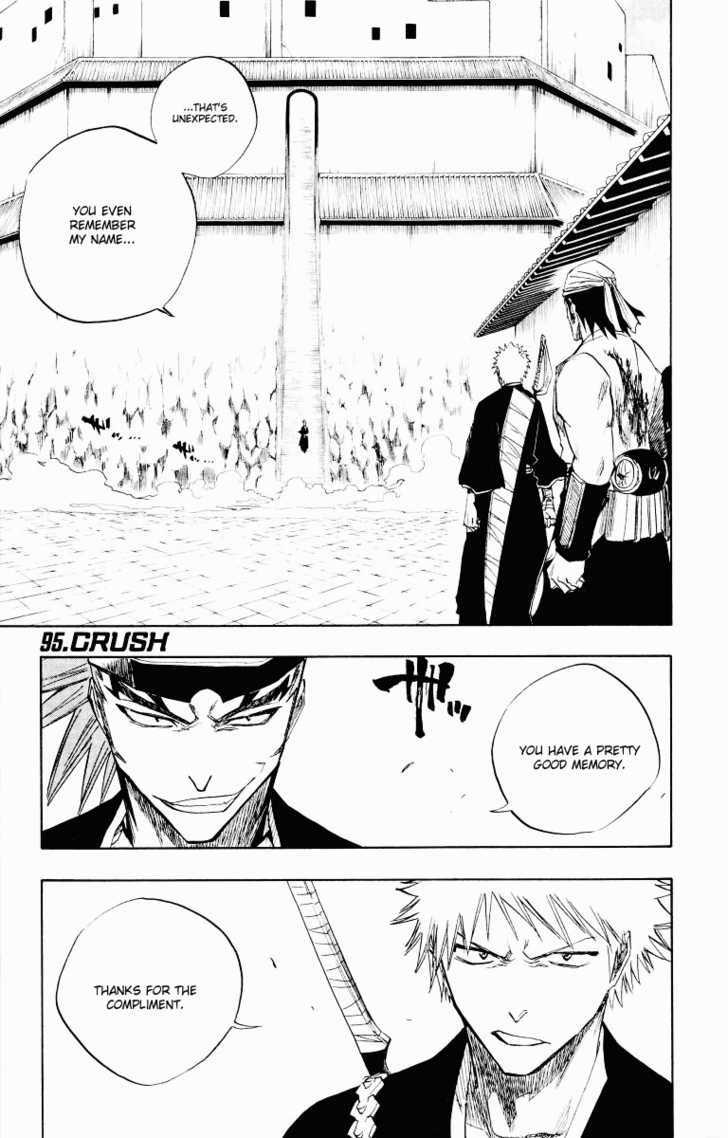 ...THAT'S
UNEXPECTED.
YOU EVEN
REMEMBER
MY NAME...
95.CRUSH
YOU HAVE A PRETTY
GOOD MEMORY.
THANKS FOR THE
COMPLIMENT.